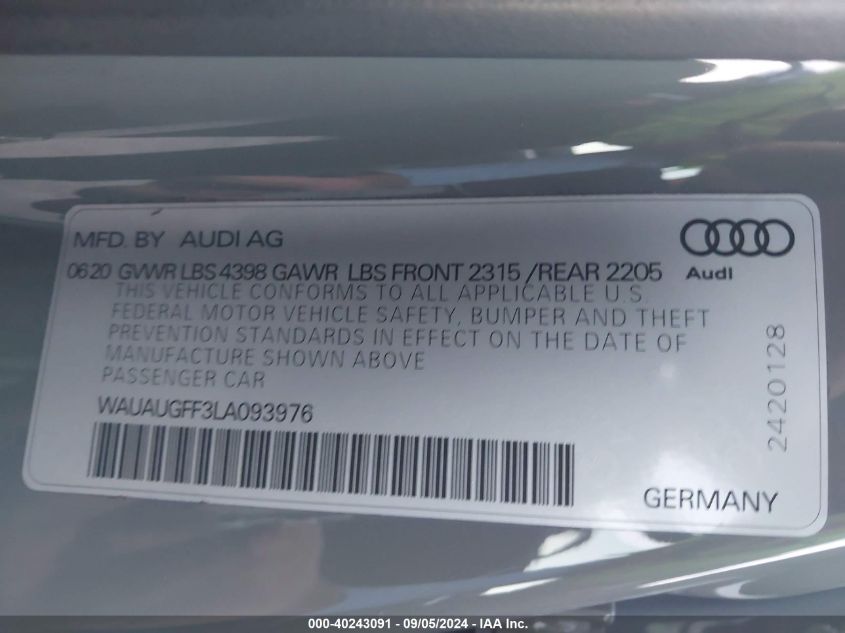 MFD. BY AUDI AG
0620 GVWR LBS 4398 GAWR LBS FRONT 2315 /REAR 2205
Audi
THIS VEHICLE CONFORMS TO ALL APPLICABLE U.S.
FEDERAL MOTOR VEHICLE SAFETY, BUMPER AND THEFT
PREVENTION STANDARDS IN EFFECT ON THE DATE OF
MANUFACTURE SHOWN ABOVE
PASSENGER CAR
WAUAUGFF3LA093976
2420128
GERMANY
000-40243091 - 09/05/2024 - IAA Inc.